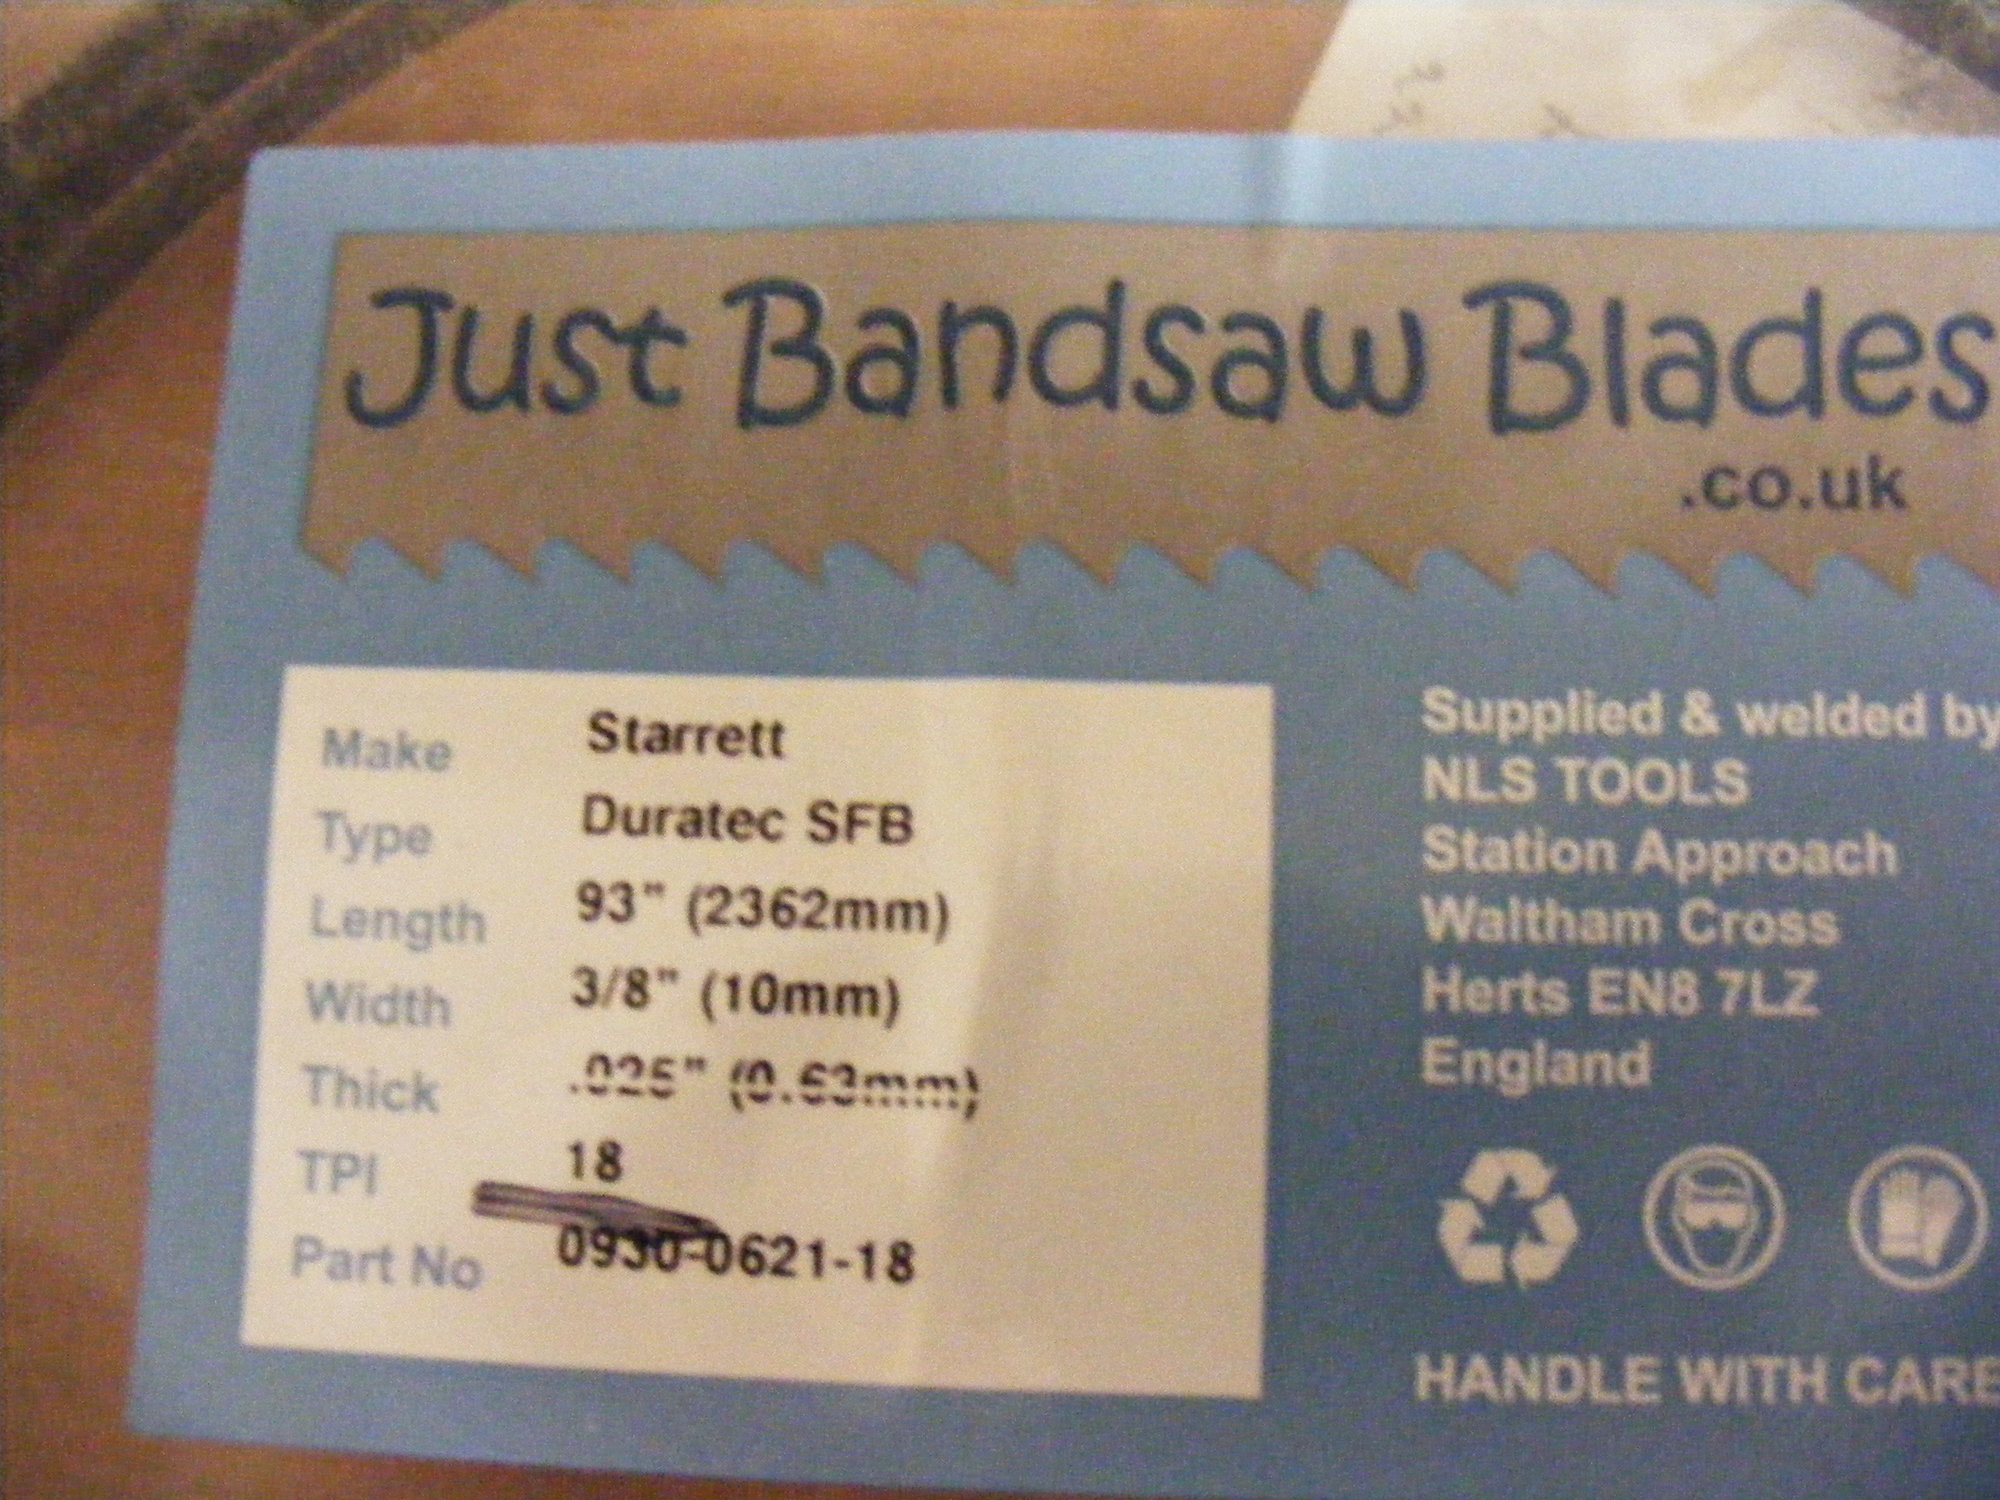 Just Bandsaw Blades
.co.uk
Make Starrett
Type Duratec SFB
Length 93" (2362mm)
Width 3/8" (10mm)
Thick .025" (0.63mm)
TPI 18
Part No 0930-0621-18
Supplied & welded by
NLS TOOLS
Station Approach
Waltham Cross
Herts EN8 7LZ
England
HANDLE WITH CARE